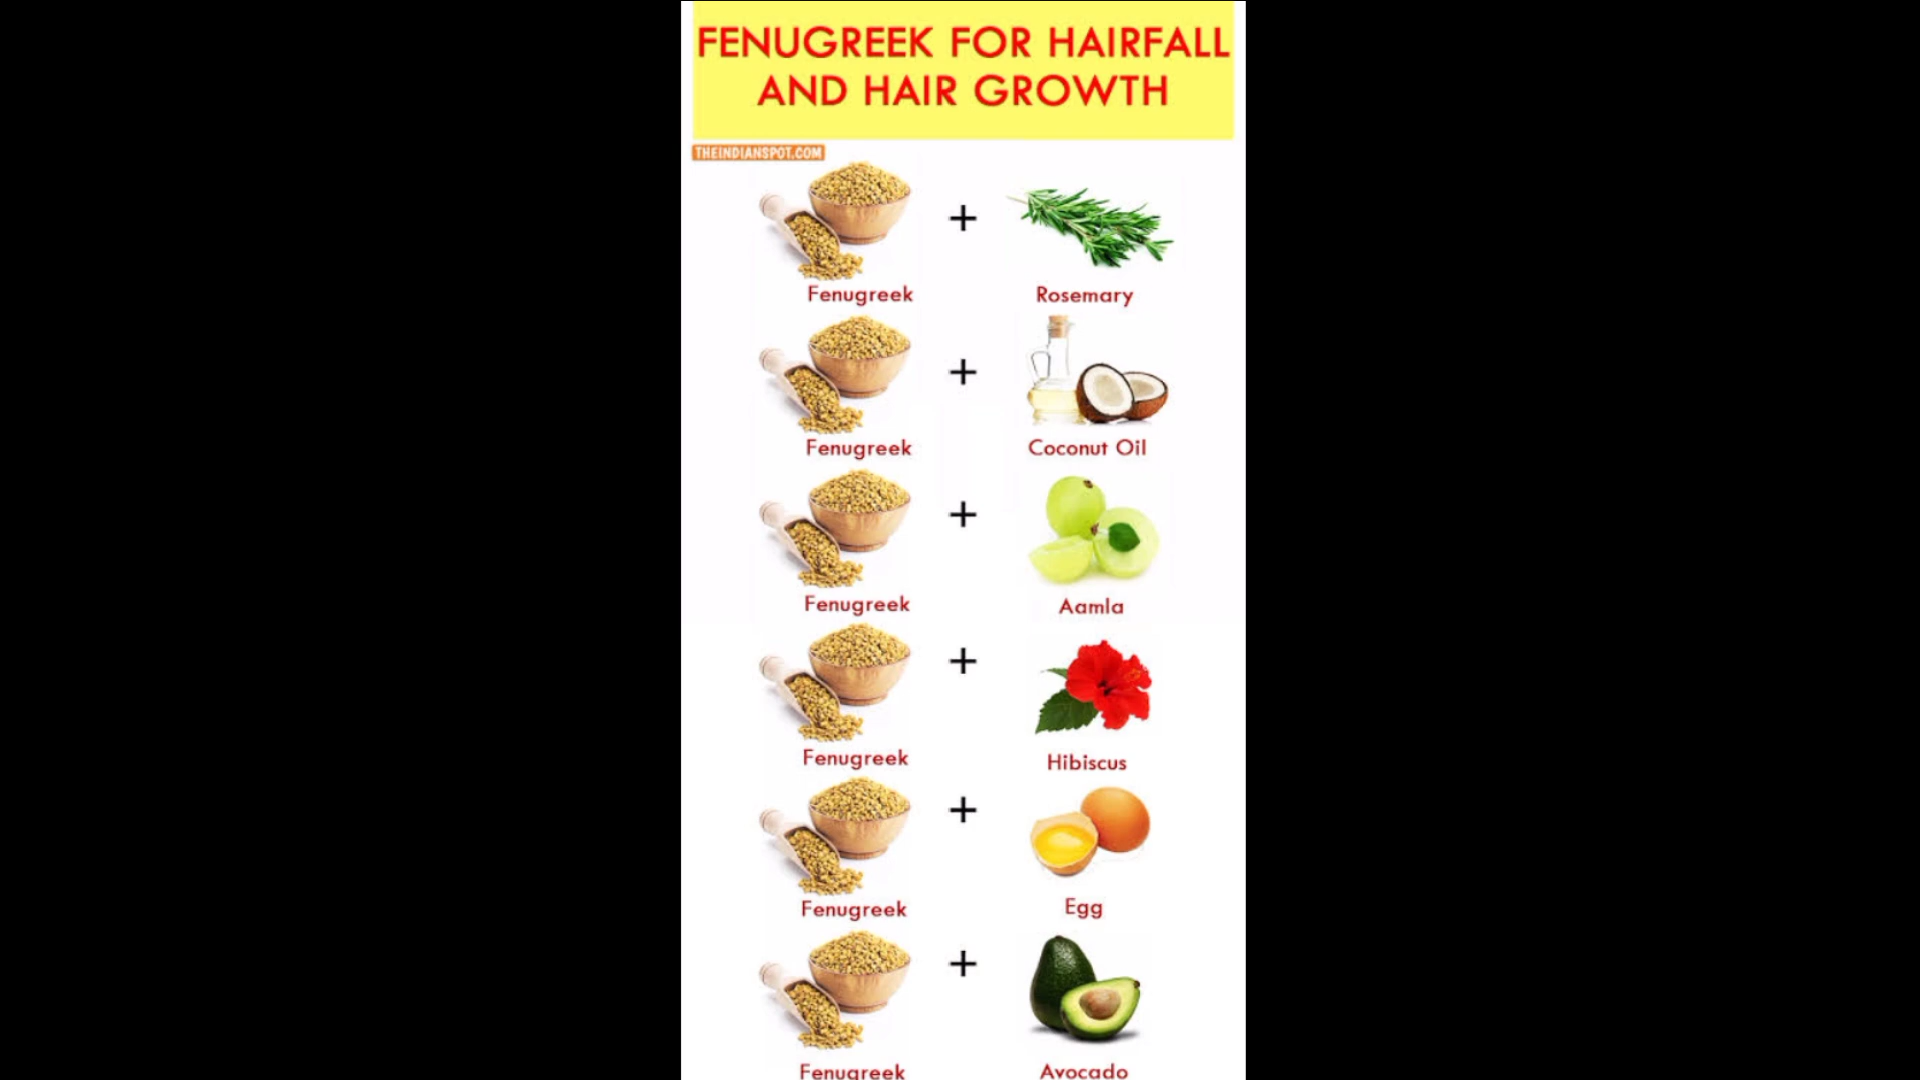 FENUGREEK FOR HAIRFALL
AND HAIR GROWTH
THEINDIANSPOT.COM
Fenugreek + Rosemary
Fenugreek + Coconut Oil
Fenugreek + Aamla
Fenugreek + Hibiscus
Fenugreek + Egg
Fenugreek + Avocado